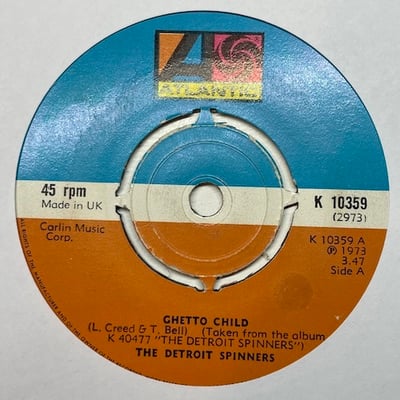 ATLANTIC
45 rpm
Made in UK
K 10359
(2973)
Carlin Music
Corp.
K 10359 A
℗ 1973
3.47
Side A
GHETTO CHILD
(L. Creed & T. Bell) (Taken from the album
K 40477 "THE DETROIT SPINNERS")
THE DETROIT SPINNERS